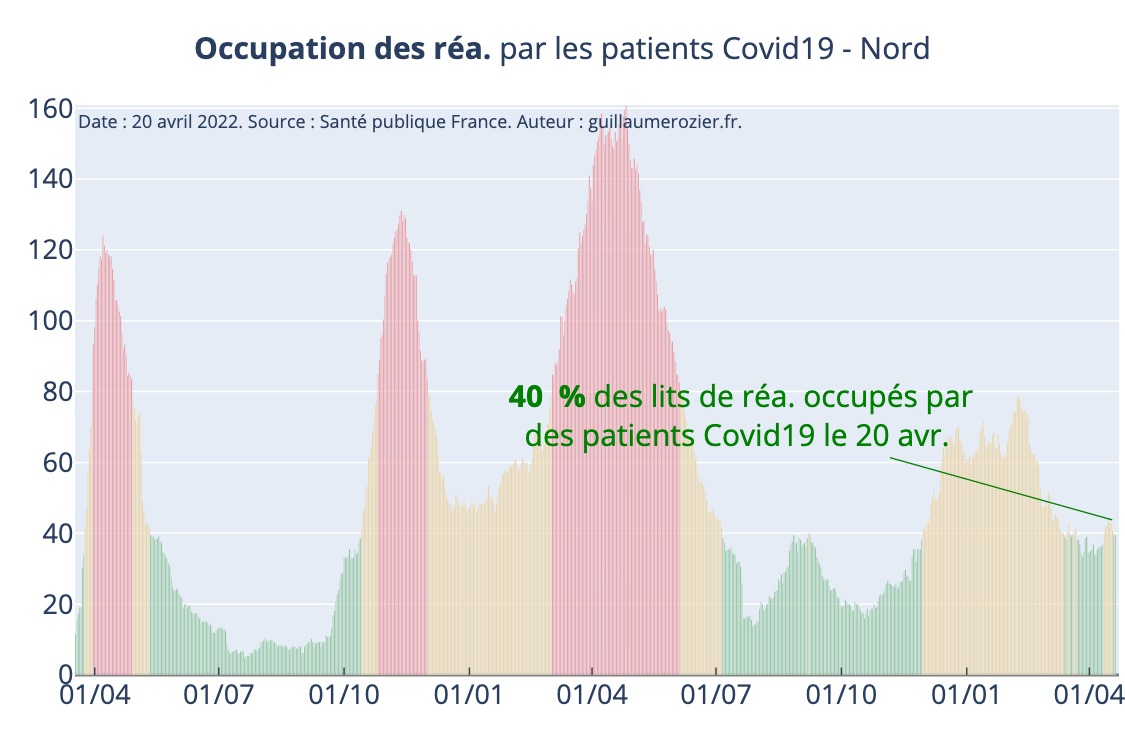 Occupation des réa. par les patients Covid19 - Nord
160
Date : 20 avril 2022. Source : Santé publique France. Auteur : guillaumerozier.fr.
140
120
100
80
40 % des lits de réa. occupés par
des patients Covid19 le 20 avr.
60
40
20
0
01/04 01/07 01/10 01/01 01/04 01/07 01/10 01/01 01/04